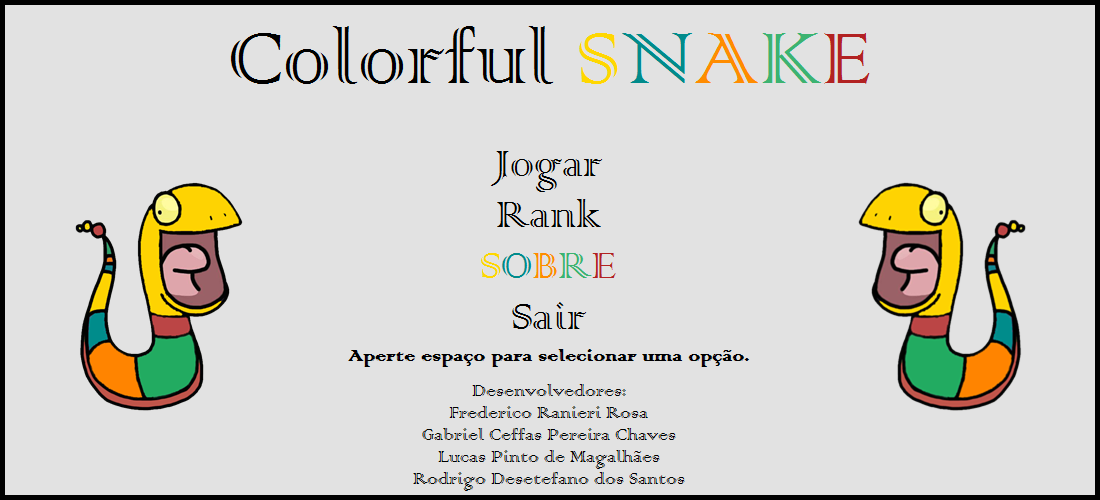 Colorful SNAKE
Jogar
Rank
SOBRE
Sair
Aperte espaço para selecionar uma opção.
Desenvolvedores:
Frederico Ranieri Rosa
Gabriel Ceffas Pereira Chaves
Lucas Pinto de Magalhães
Rodrigo Desetefano dos Santos